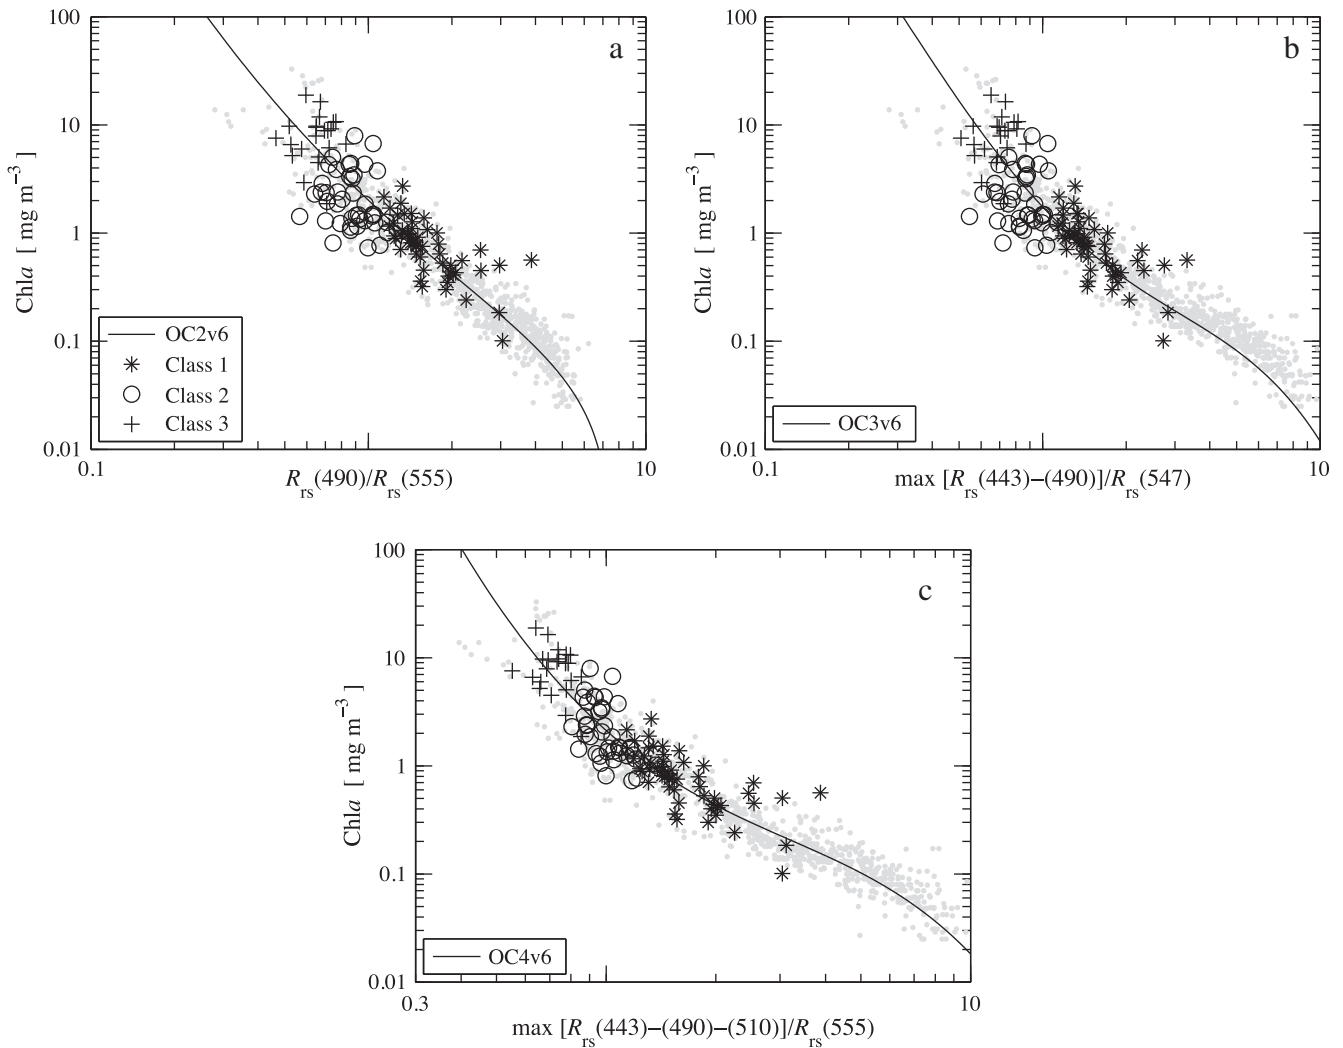 100
10
1
0.1
0.01
Chla [ mg m−3 ]
a
OC2v6
Class 1
Class 2
Class 3
0.1
10
Rrs(490)/Rrs(555)
100
10
1
0.1
0.01
Chla [ mg m−3 ]
b
OC3v6
0.1
10
max [Rrs(443)−(490)]/Rrs(547)
100
10
1
0.1
0.01
Chla [ mg m−3 ]
c
OC4v6
0.3
10
max [Rrs(443)−(490)−(510)]/Rrs(555)